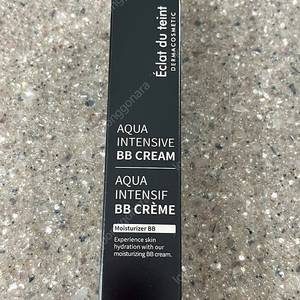 Éclat du teint
DERMACOSMETIC
AQUA
INTENSIVE
BB CREAM
AQUA
INTENSIF
BB CRÈME
Moisturizer BB
Experience skin
hydration with our
moisturizing BB cream.